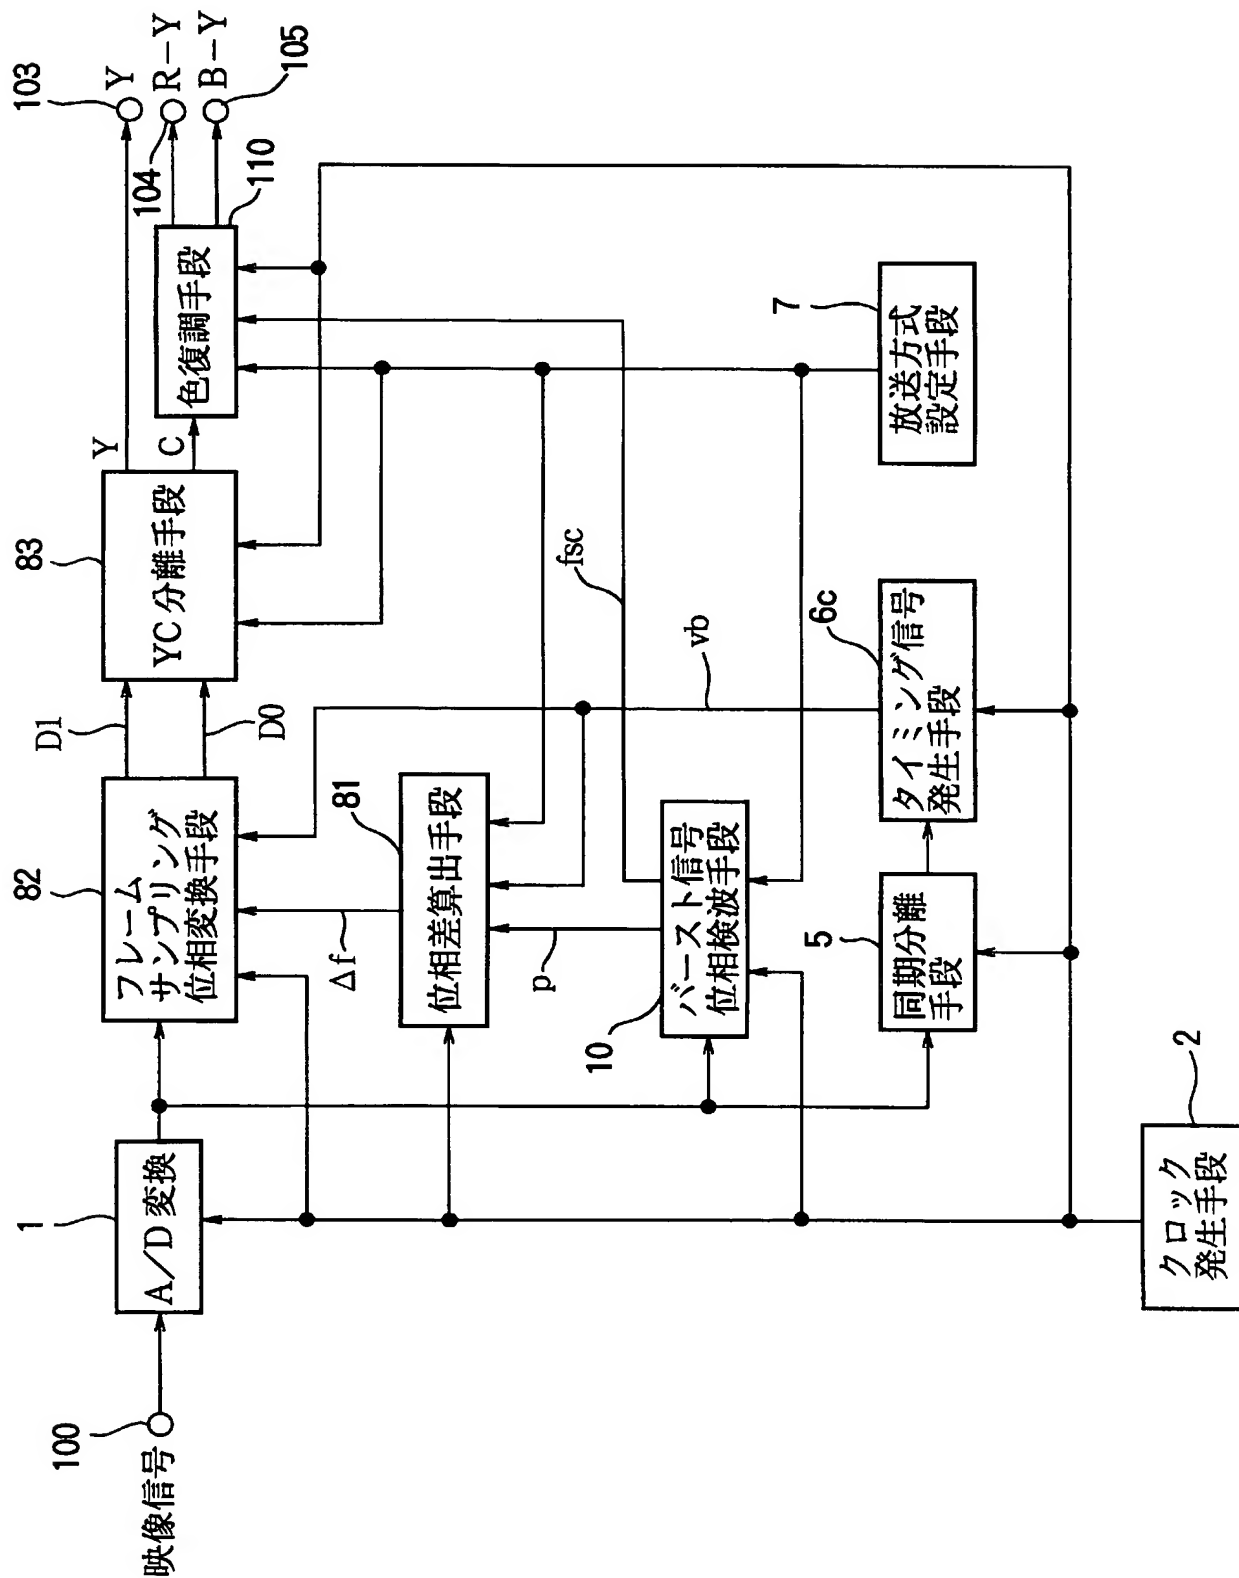 映像信号
100
1
A/D変換
82
フレーム
サンプリング
位相変換手段
D1
D0
83
YC分離手段
Y
C
色復調手段
110
103
Y
104
R-Y
B-Y
105
Δf
81
位相差算出手段
p
10
バースト信号
位相検波手段
fsc
vb
5
同期分離
手段
6c
タイミング信号
発生手段
7
放送方式
設定手段
2
クロック
発生手段